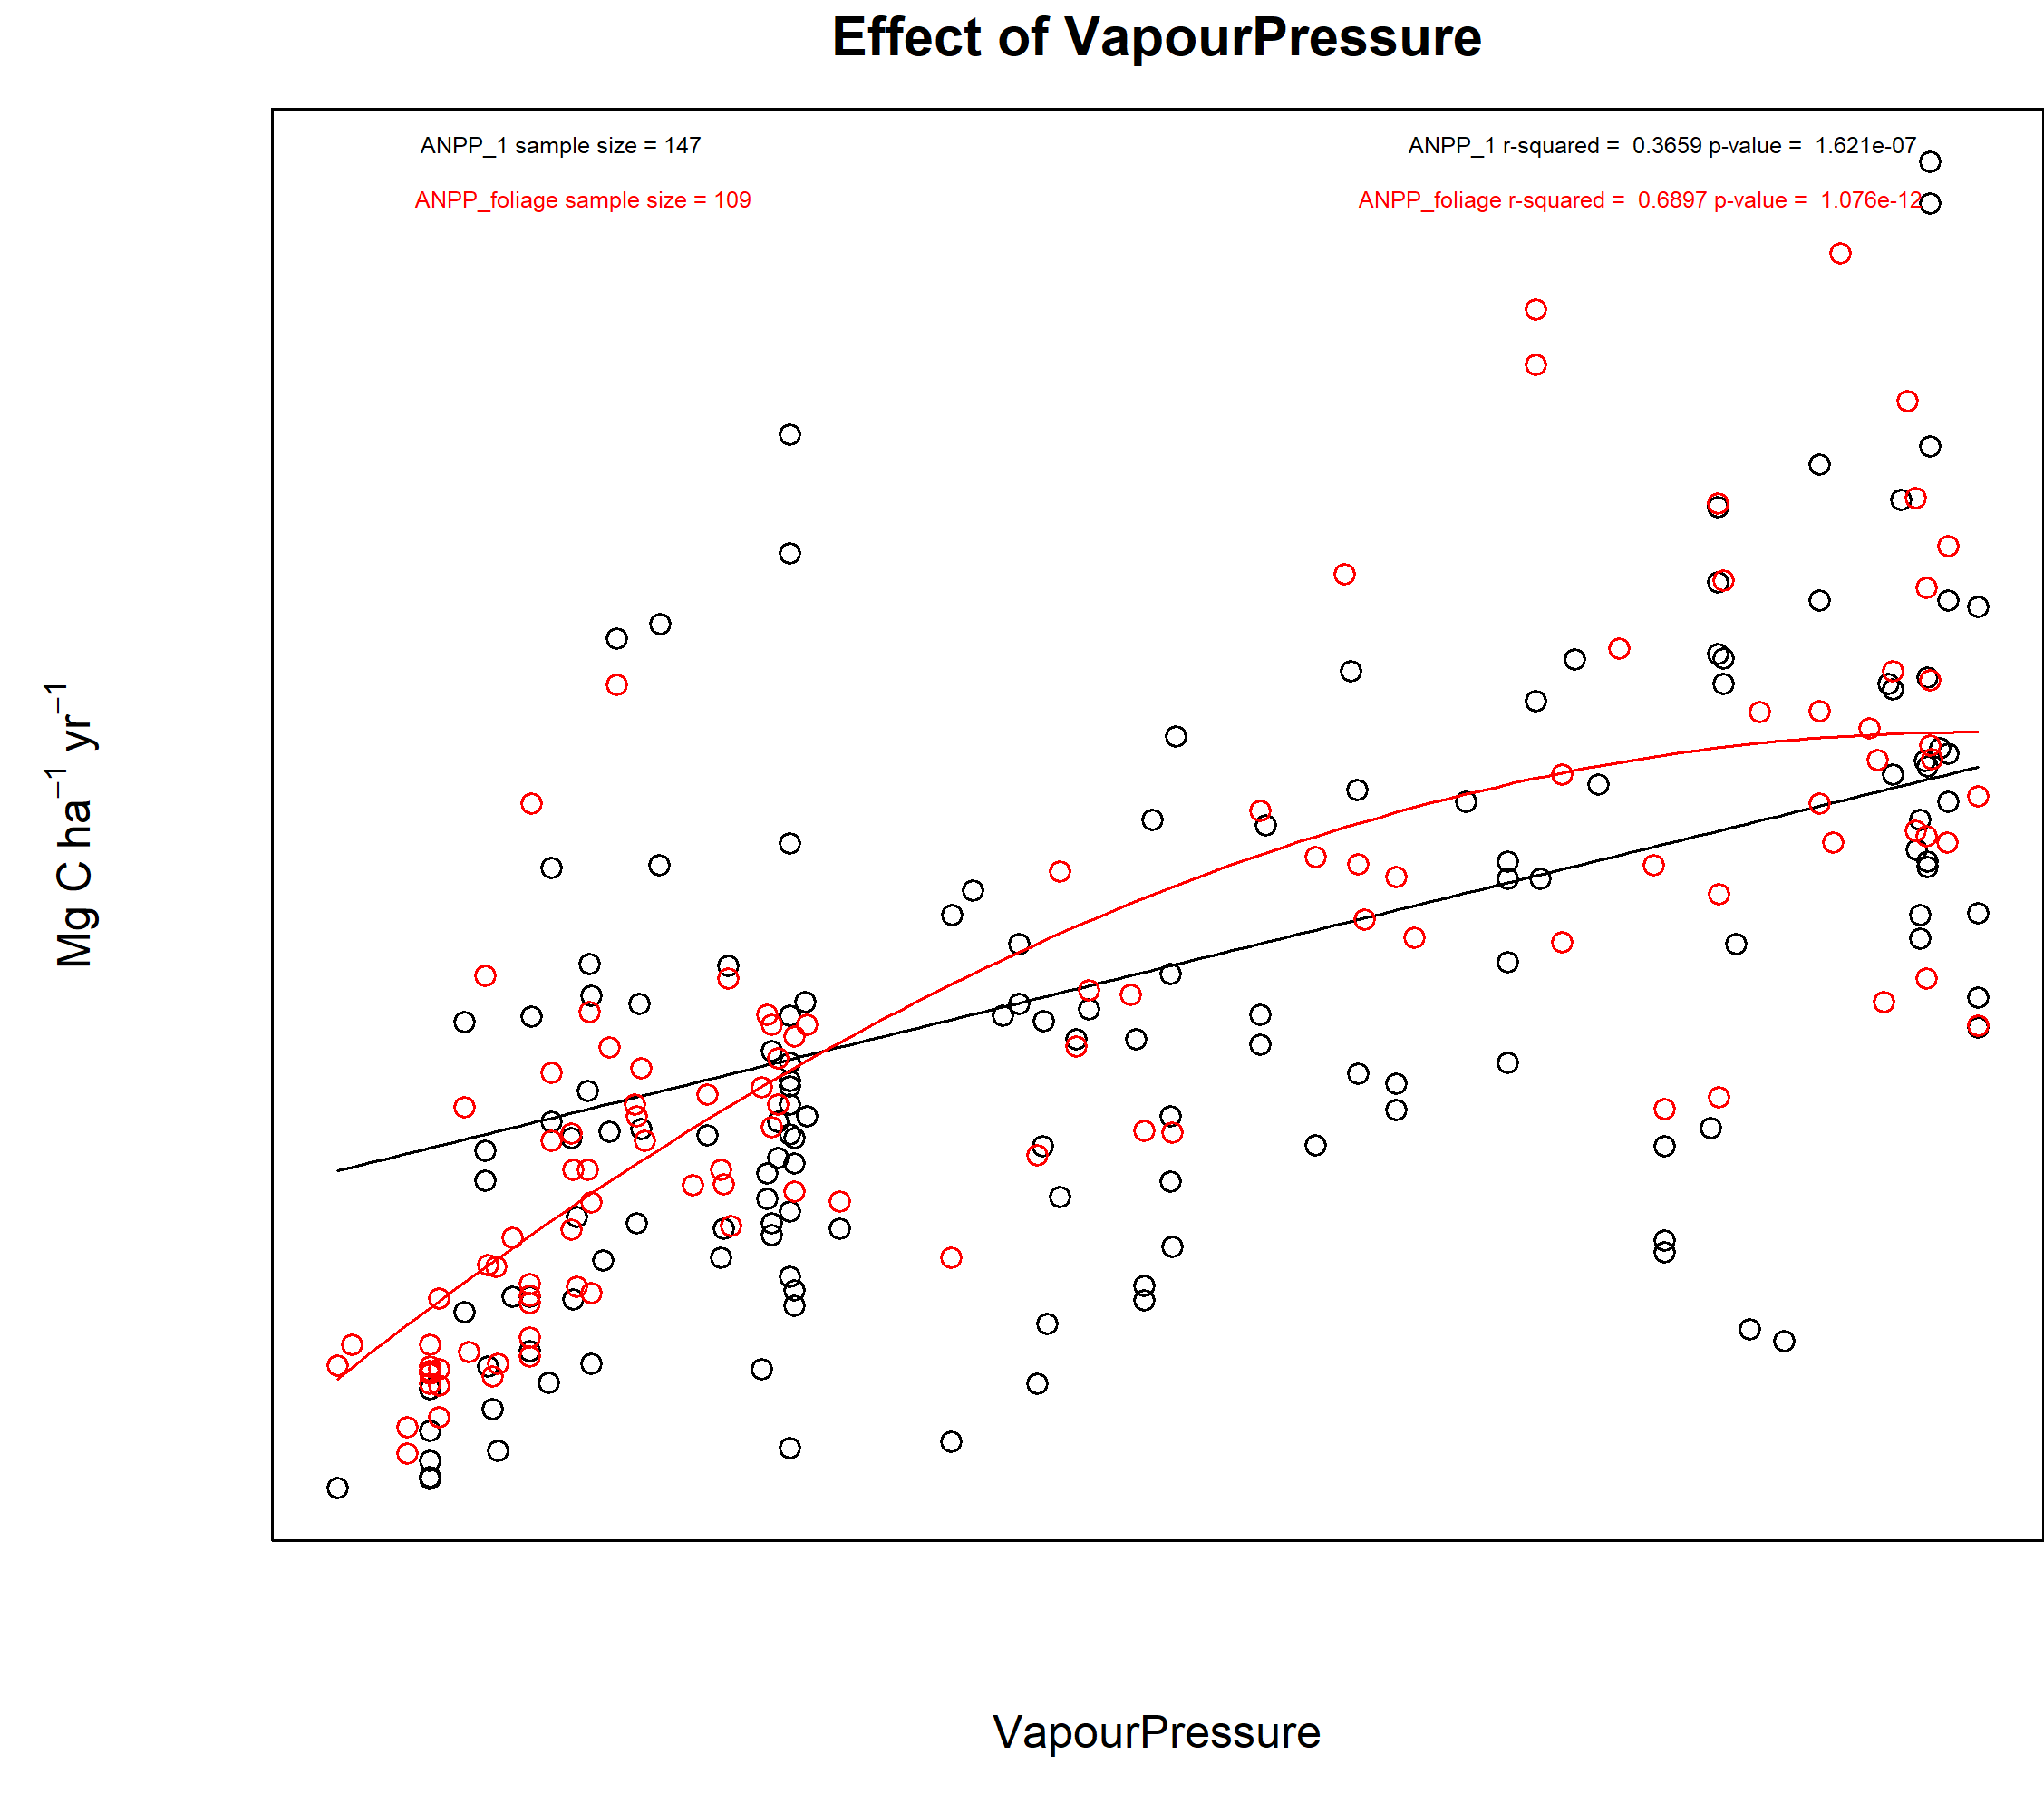 Effect of VapourPressure
ANPP_1 sample size = 147
ANPP_1 r-squared = 0.3659 p-value = 1.621e-07
ANPP_foliage sample size = 109
ANPP_foliage r-squared = 0.6897 p-value = 1.076e-12
Mg C ha⁻¹ yr⁻¹
VapourPressure